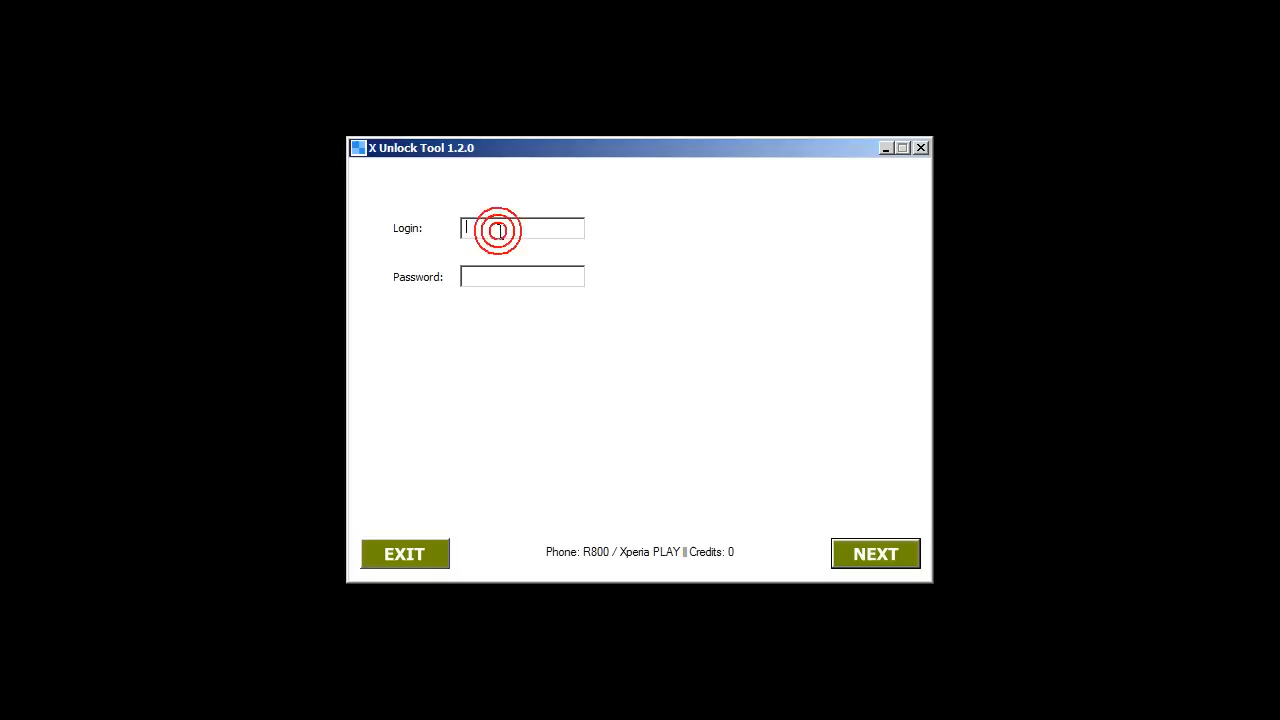 X Unlock Tool 1.2.0
Login:
Password:
EXIT
Phone: R800 / Xperia PLAY || Credits: 0
NEXT